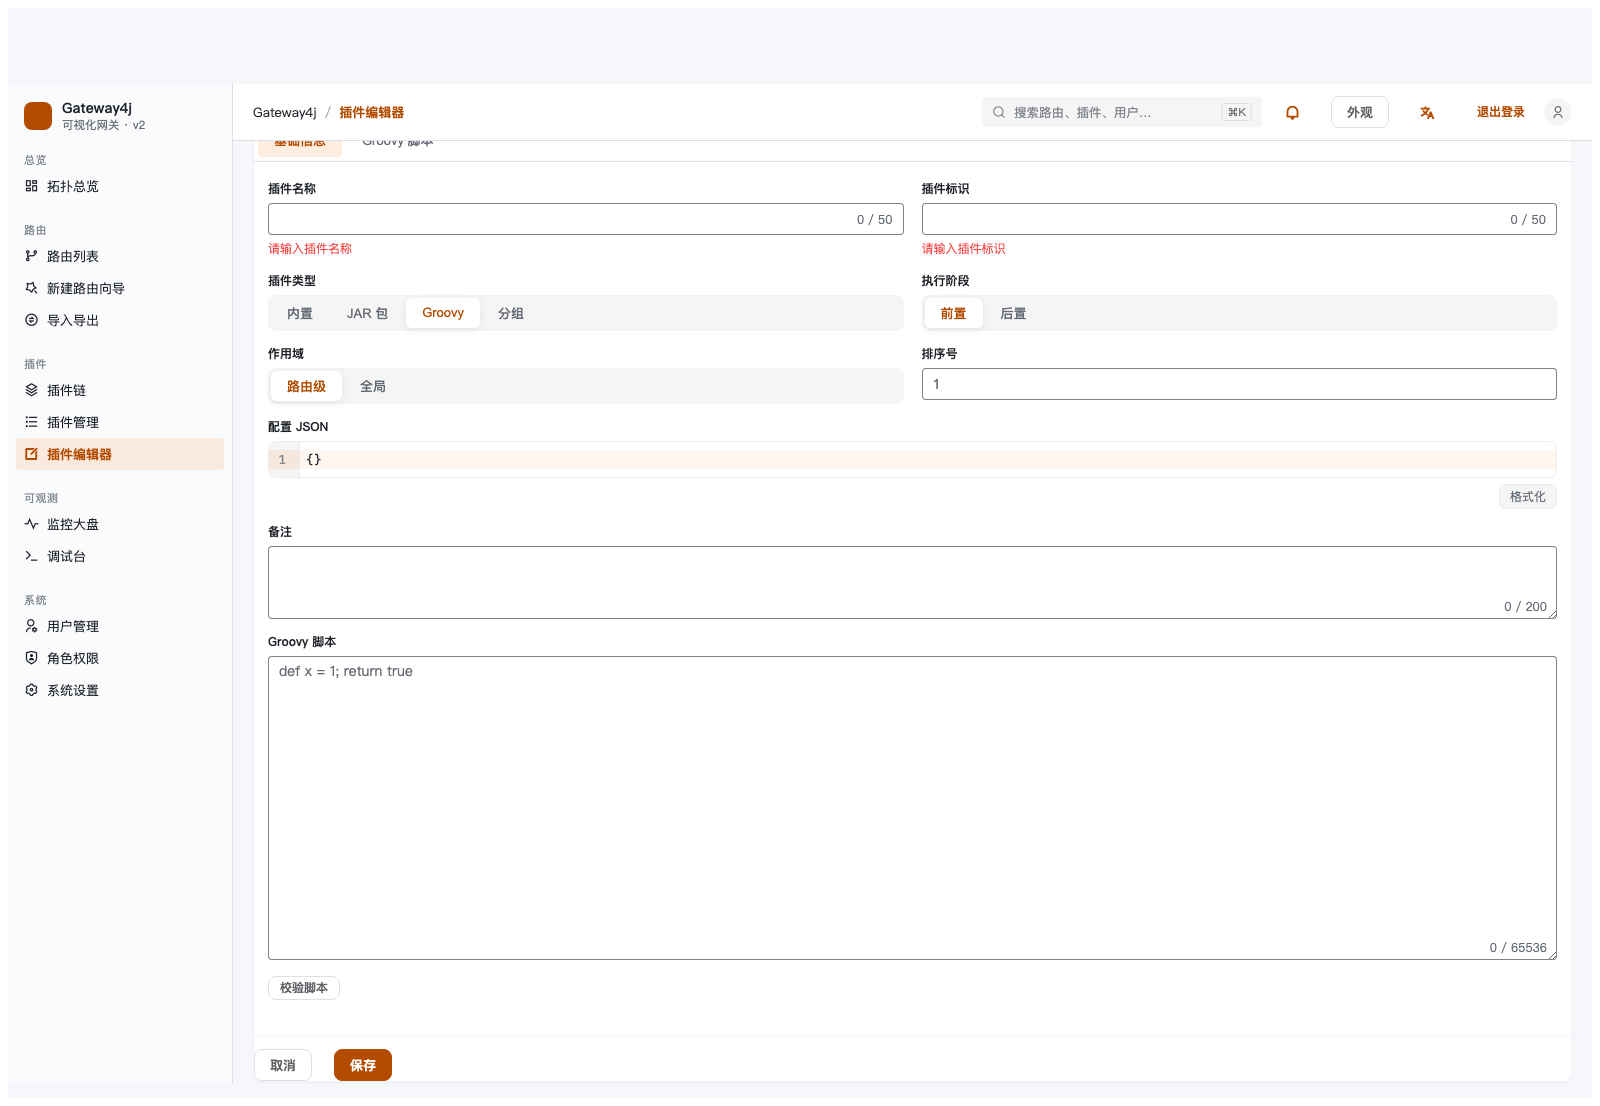 Gateway4j
可视化网关 · v2
总览
拓扑总览
路由
路由列表
新建路由向导
导入导出
插件
插件链
插件管理
插件编辑器
可观测
监控大盘
调试台
系统
用户管理
角色权限
系统设置
Gateway4j / 插件编辑器
搜索路由、插件、用户... ⌘K
外观
退出登录
基础信息 Groovy 脚本
插件名称
0 / 50
请输入插件名称
插件标识
0 / 50
请输入插件标识
插件类型
内置 JAR 包 Groovy 分组
执行阶段
前置 后置
作用域
路由级 全局
排序号
1
配置 JSON
1 {}
格式化
备注
0 / 200
Groovy 脚本
def x = 1; return true
0 / 65536
校验脚本
取消 保存